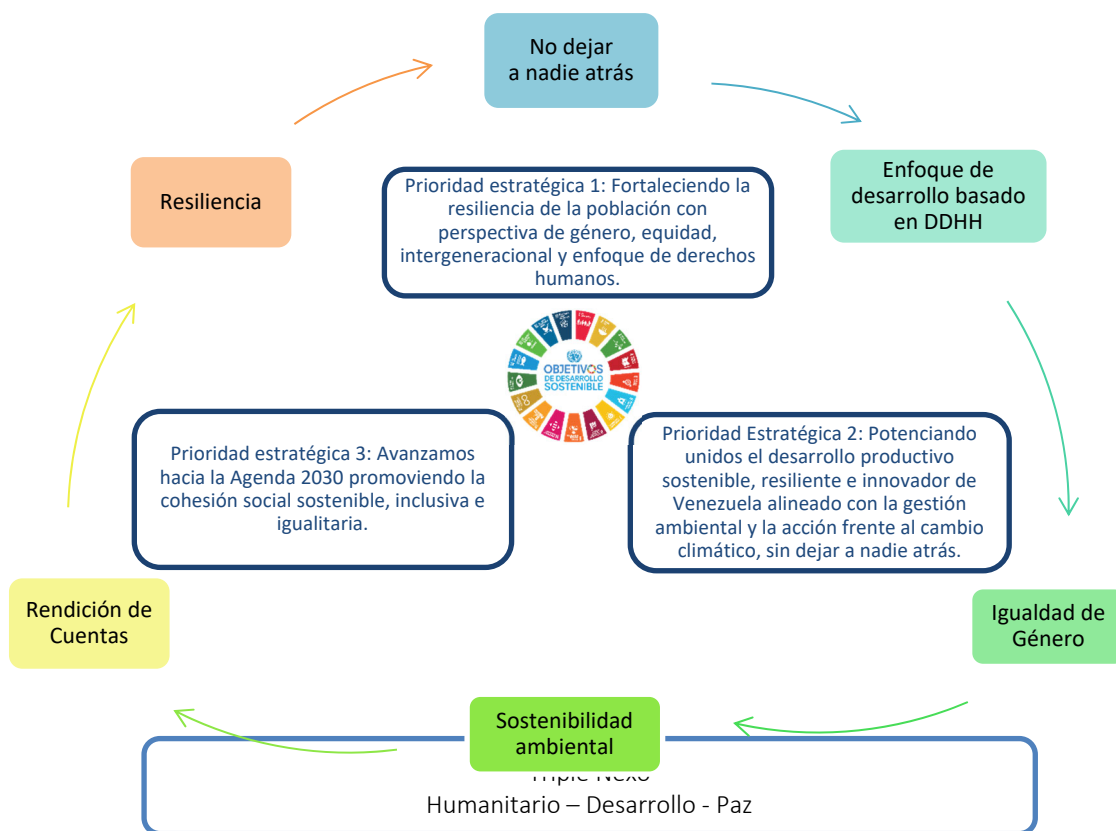 No dejar
a nadie atrás
Resiliencia
Enfoque de
desarrollo basado
en DDHH
Prioridad estratégica 1: Fortaleciendo la
resiliencia de la población con
perspectiva de género, equidad,
intergeneracional y enfoque de derechos
humanos.
OBJETIVOS
DE DESARROLLO
SOSTENIBLE
Prioridad estratégica 3: Avanzamos
hacia la Agenda 2030 promoviendo la
cohesión social sostenible, inclusiva e
igualitaria.
Prioridad Estratégica 2: Potenciando
unidos el desarrollo productivo
sostenible, resiliente e innovador de
Venezuela alineado con la gestión
ambiental y la acción frente al cambio
climático, sin dejar a nadie atrás.
Rendición de
Cuentas
Igualdad de
Género
Sostenibilidad
ambiental
Triple Nexo
Humanitario – Desarrollo - Paz